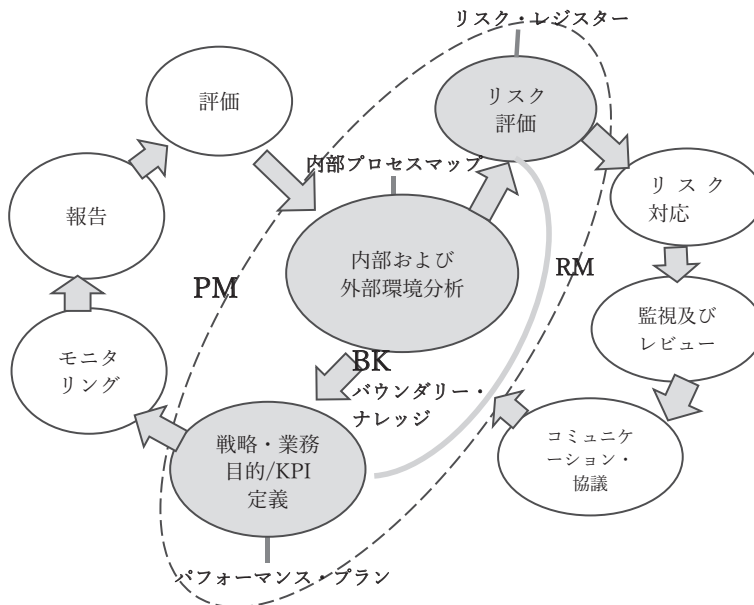 リスク・レジスター
評価
リスク
評価
内部プロセスマップ
報告
リ ス ク
対応
内部および
外部環境分析
PM
RM
監視及び
レビュー
モニタ
リング
BK
バウンダリー・
ナレッジ
戦略・業務
目的/KPI
定義
コミュニケ
ーション・
協議
パフォーマンス・プラン